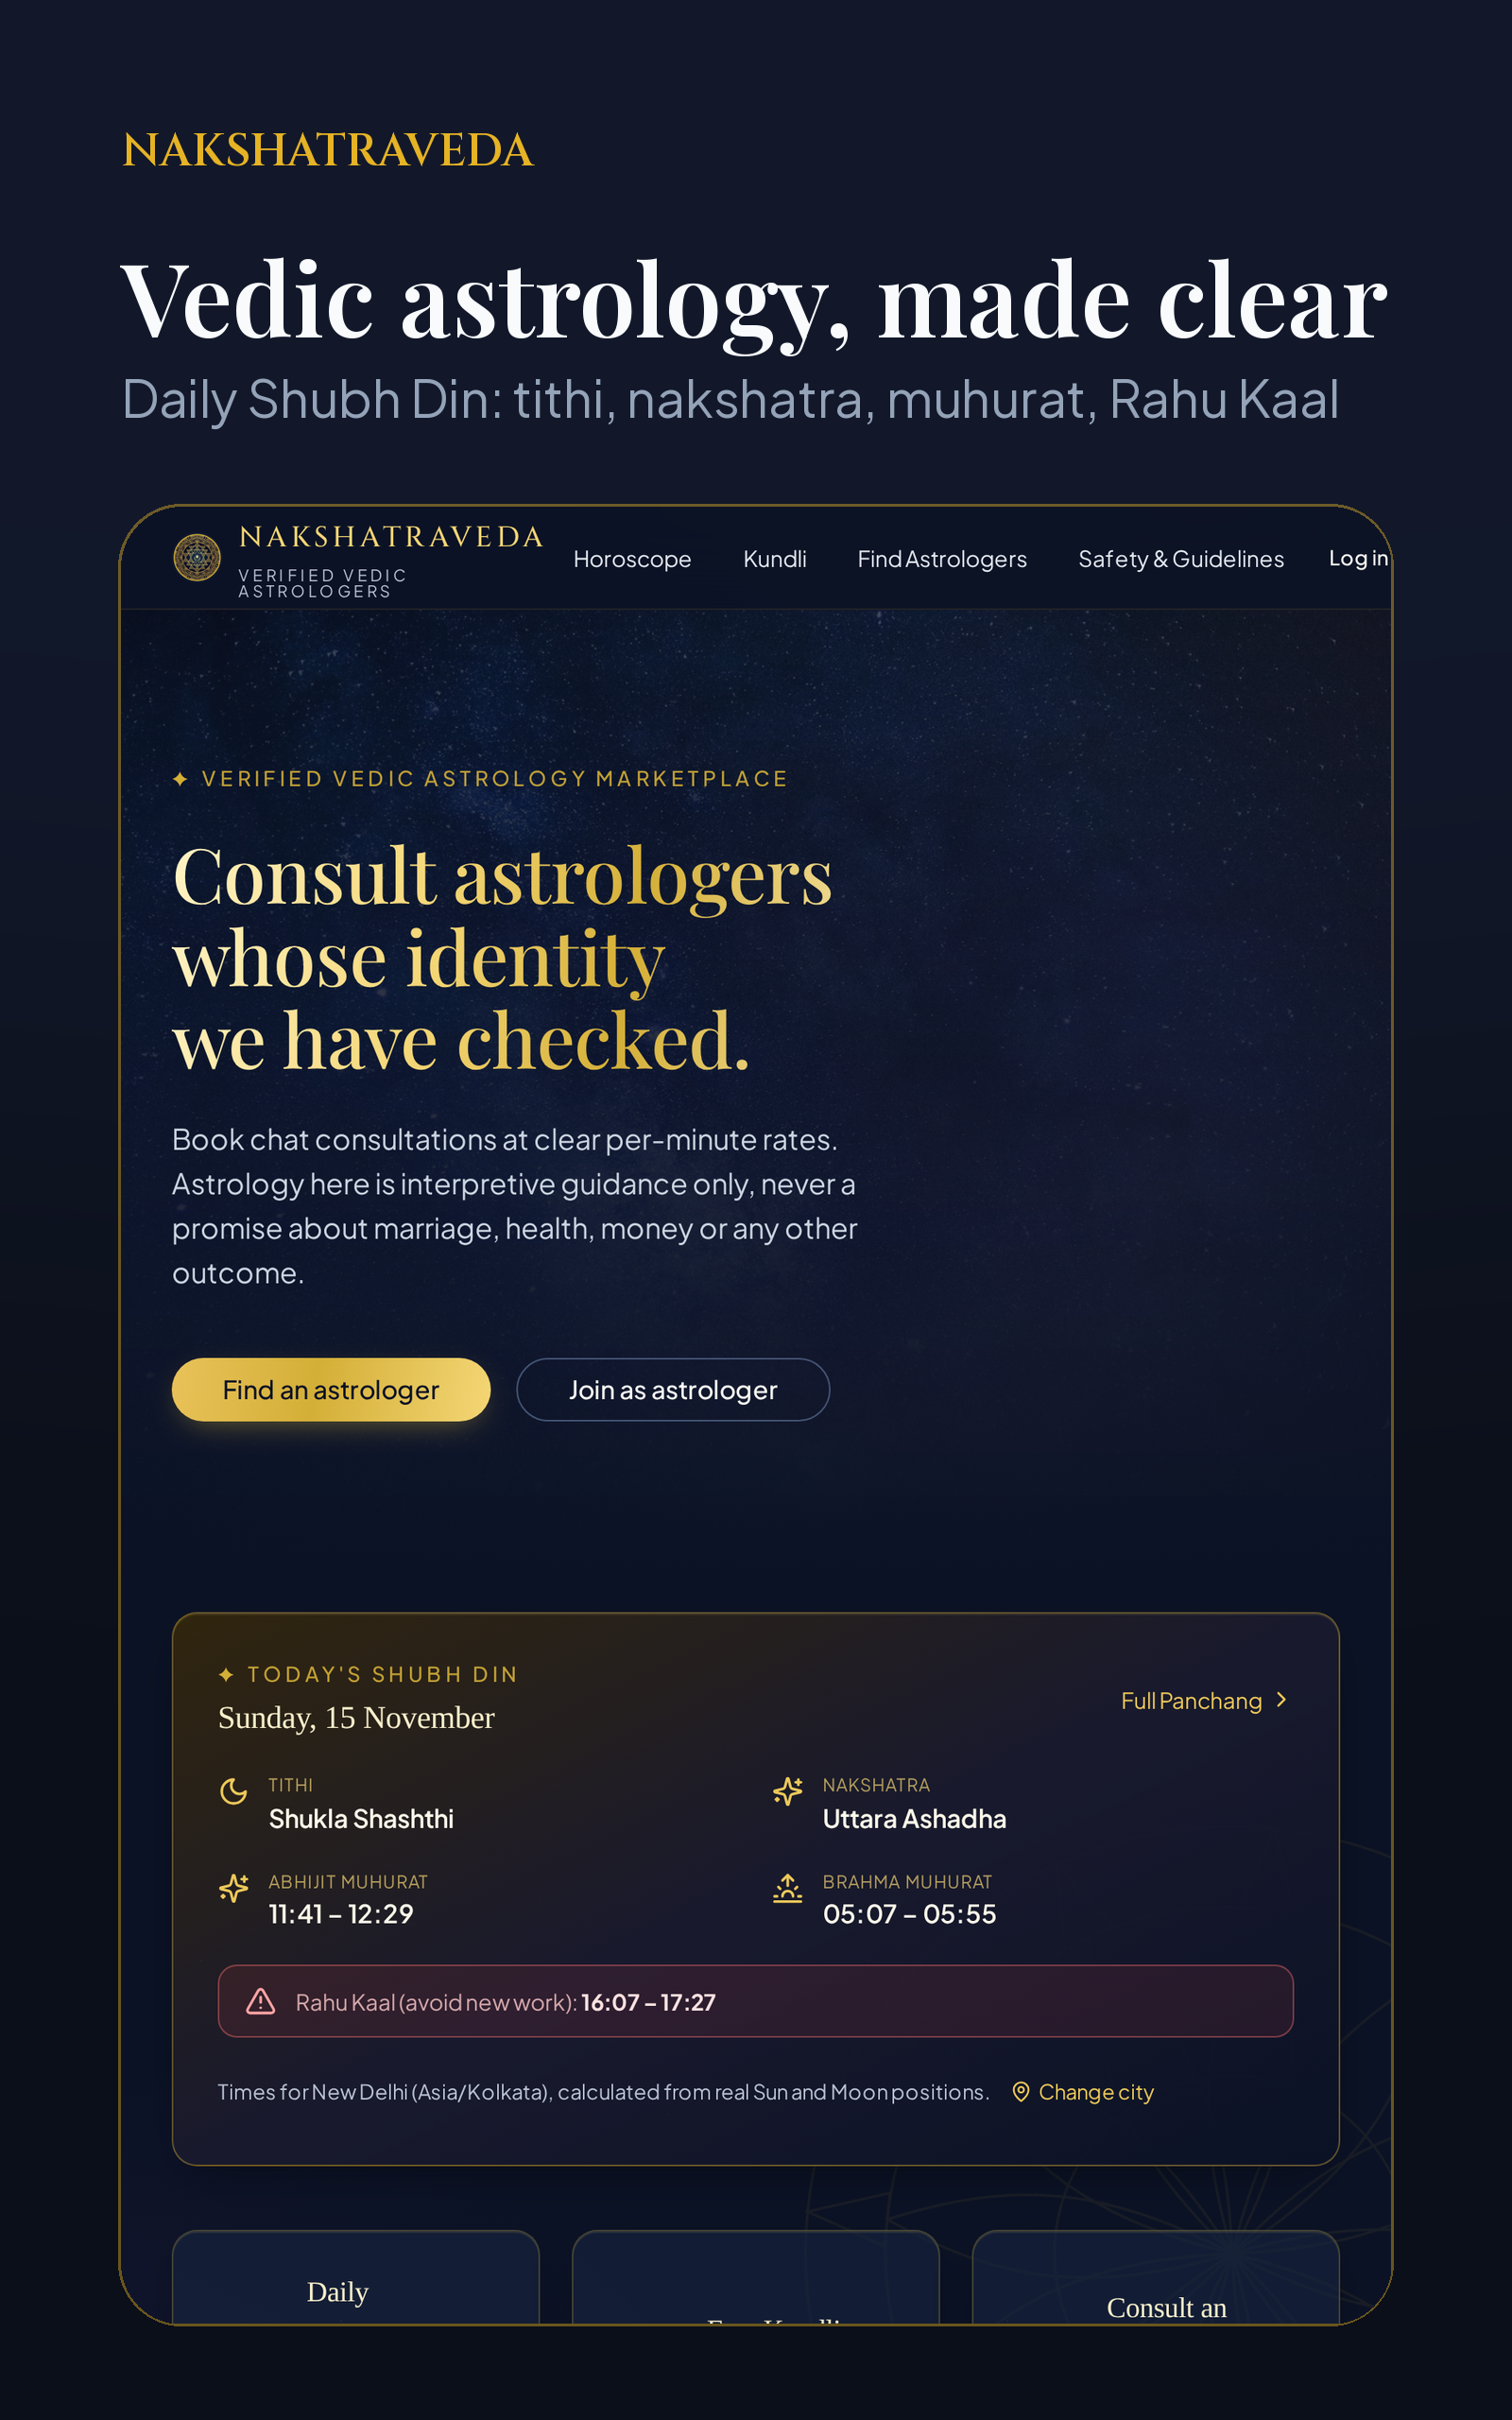 NAKSHATRAVEDA
Vedic astrology, made clear
Daily Shubh Din: tithi, nakshatra, muhurat, Rahu Kaal
NAKSHATRAVEDA
VERIFIED VEDIC
ASTROLOGERS
Horoscope Kundli Find Astrologers Safety & Guidelines Log in
VERIFIED VEDIC ASTROLOGY MARKETPLACE
Consult astrologers
whose identity
we have checked.
Book chat consultations at clear per-minute rates.
Astrology here is interpretive guidance only, never a
promise about marriage, health, money or any other
outcome.
Find an astrologer Join as astrologer
TODAY'S SHUBH DIN
Sunday, 15 November
Full Panchang
TITHI
Shukla Shashthi
NAKSHATRA
Uttara Ashadha
ABHIJIT MUHURAT
11:41 – 12:29
BRAHMA MUHURAT
05:07 – 05:55
Rahu Kaal (avoid new work): 16:07 – 17:27
Times for New Delhi (Asia/Kolkata), calculated from real Sun and Moon positions. Change city
Daily
Consult an